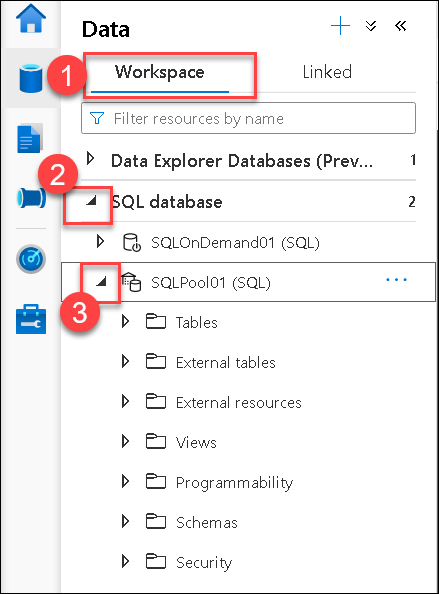 Data
1
Workspace
Linked
Filter resources by name
Data Explorer Databases (Prev... 1
2
SQL database 2
SQLOnDemand01 (SQL)
SQLPool01 (SQL) ...
3
Tables
External tables
External resources
Views
Programmability
Schemas
Security